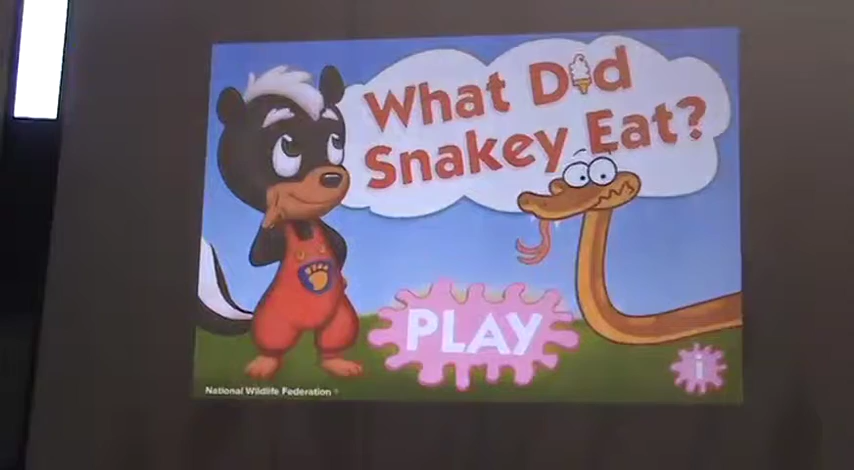 What Did
Snakey Eat?
PLAY
i
National Wildlife Federation